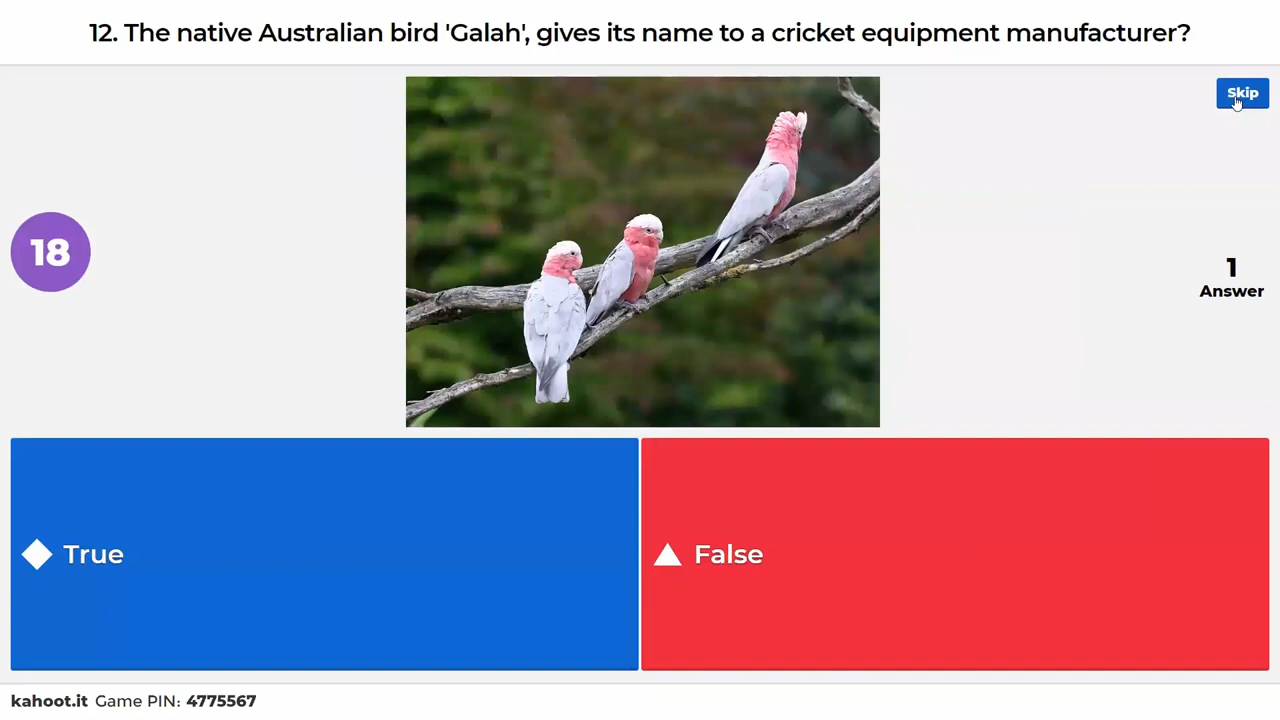 12. The native Australian bird 'Galah', gives its name to a cricket equipment manufacturer?
Skip
18
1
Answer
True
False
kahoot.it Game PIN: 4775567